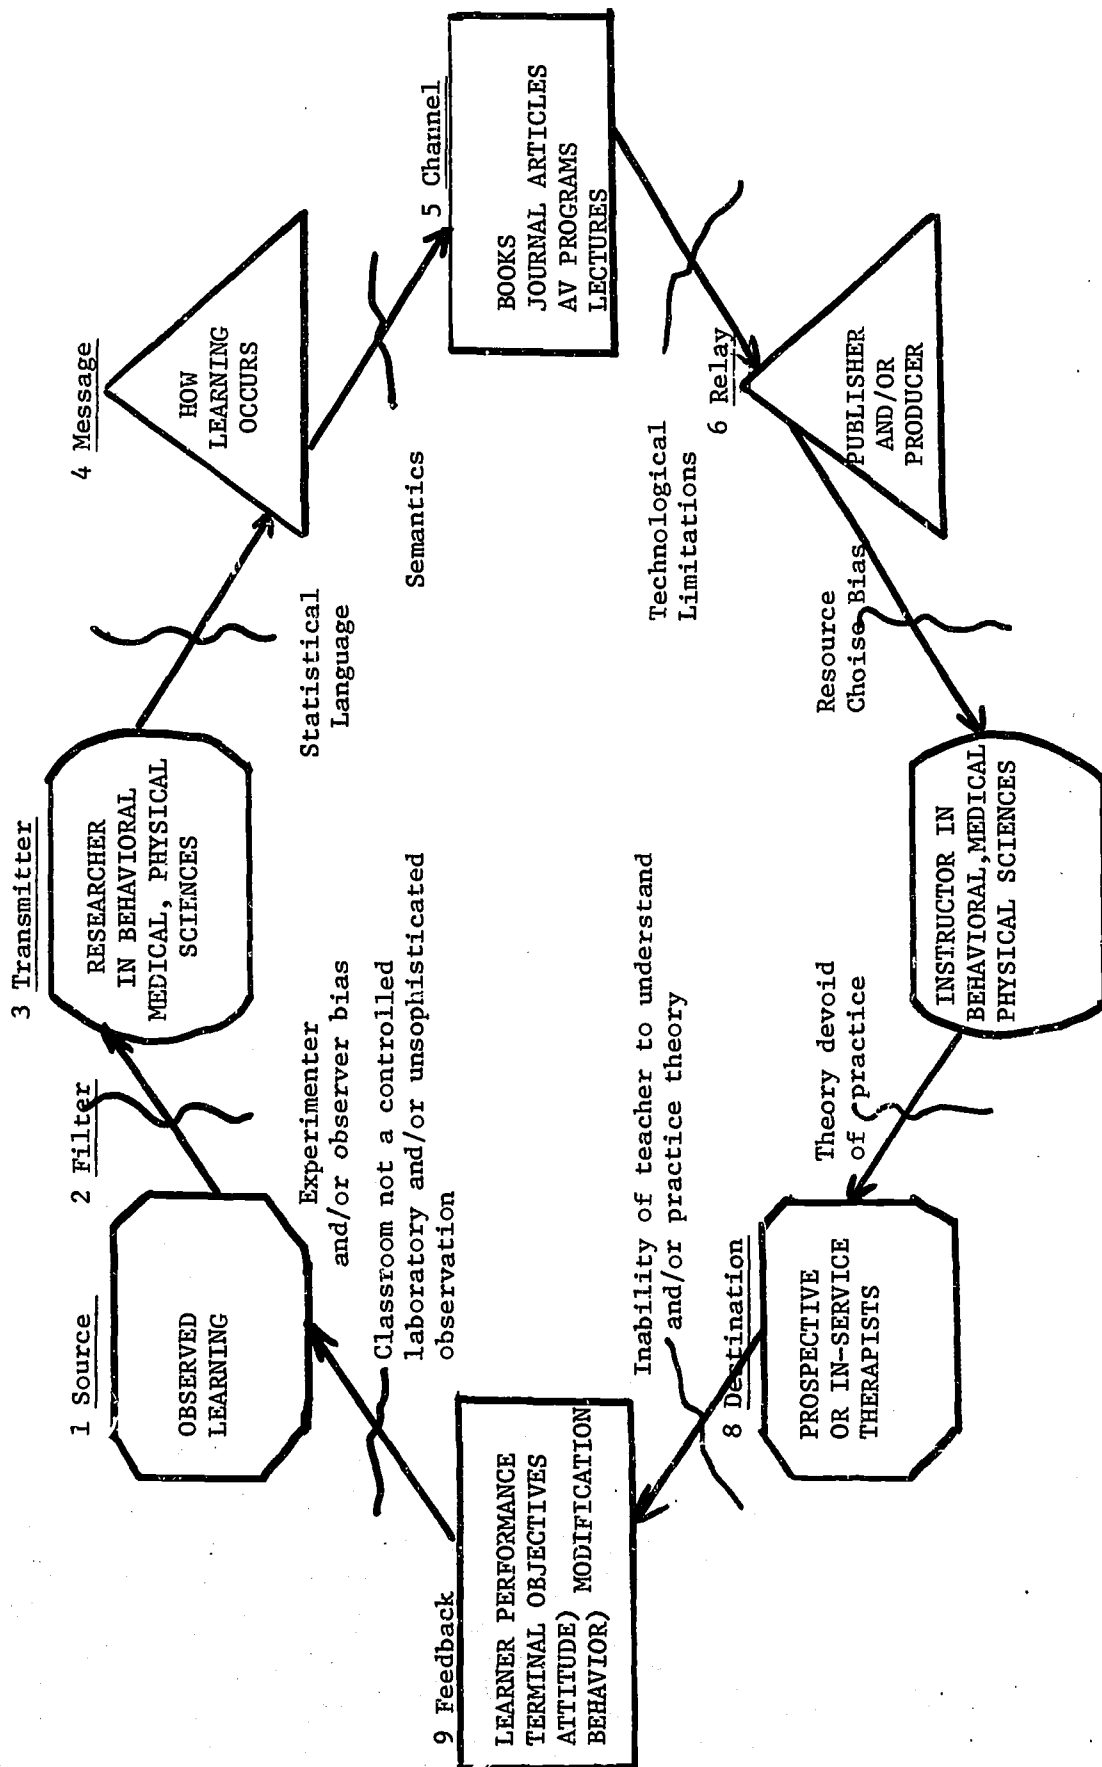 1 Source
OBSERVED
LEARNING
2 Filter
Experimenter
and/or observer bias
3 Transmitter
RESEARCHER
IN BEHAVIORAL
MEDICAL, PHYSICAL
SCIENCES
Statistical
Language
4 Message
HOW
LEARNING
OCCURS
Semantics
5 Channel
BOOKS
JOURNAL ARTICLES
AV PROGRAMS
LECTURES
Technological
Limitations
6 Relay
PUBLISHER
AND/OR
PRODUCER
Resource
Choise Bias
INSTRUCTOR IN
BEHAVIORAL,MEDICAL
PHYSICAL SCIENCES
Theory devoid
of practice
8 Destination
PROSPECTIVE
OR IN-SERVICE
THERAPISTS
Inability of teacher to understand
and/or practice theory
9 Feedback
LEARNER PERFORMANCE
TERMINAL OBJECTIVES
ATTITUDE) MODIFICATION
BEHAVIOR)
Classroom not a controlled
laboratory and/or unsophisticated
observation